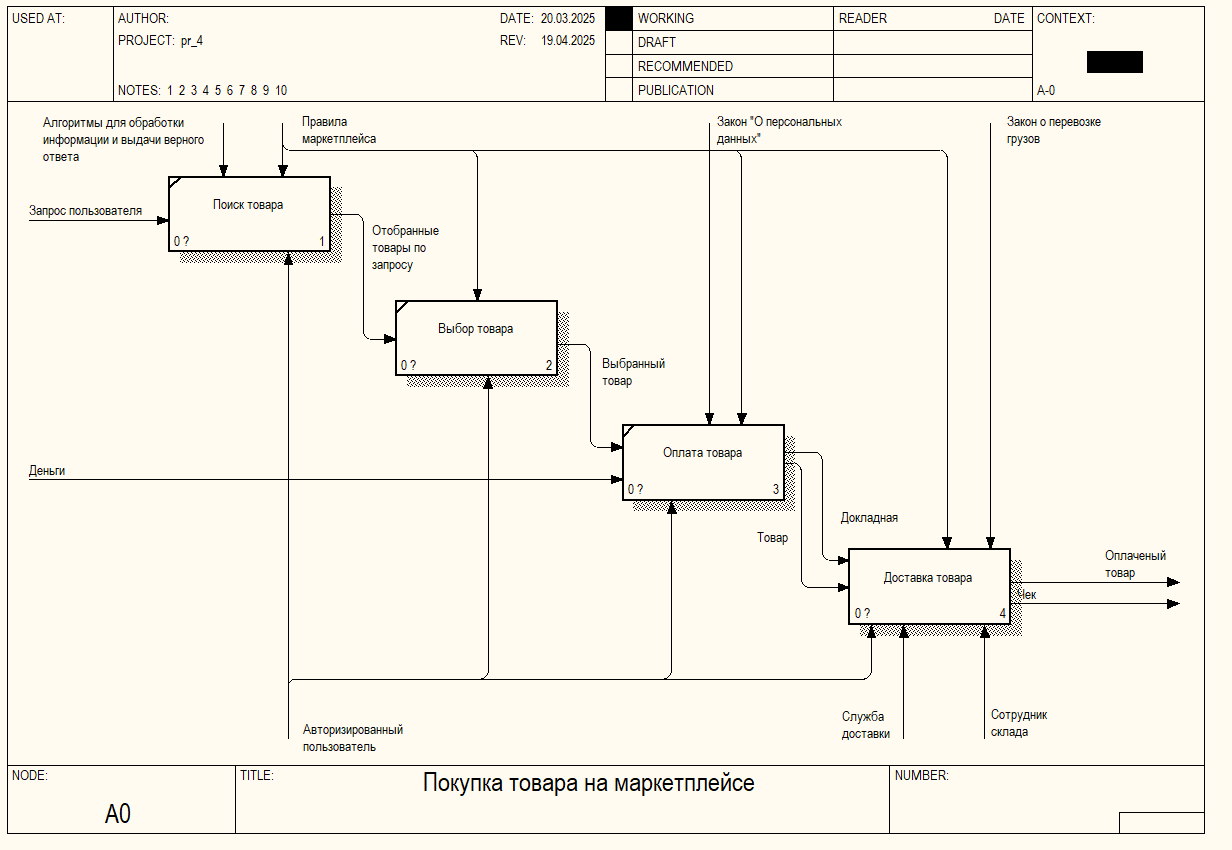 USED AT:
AUTHOR:
DATE: 20.03.2025
PROJECT: pr_4
REV: 19.04.2025
NOTES: 1 2 3 4 5 6 7 8 9 10
WORKING
DRAFT
RECOMMENDED
PUBLICATION
READER
DATE
CONTEXT:
A-0
Алгоритмы для обработки
информации и выдачи верного
ответа
Правила
маркетплейса
Закон "О персональных
данных"
Закон о перевозке
грузов
Запрос пользователя
Поиск товара
0 ?
1
Отобранные
товары по
запросу
Выбор товара
0 ?
2
Выбранный
товар
Деньги
Оплата товара
0 ?
3
Докладная
Товар
Доставка товара
0 ?
4
Оплаченый
товар
Чек
Авторизированный
пользователь
Служба
доставки
Сотрудник
склада
NODE:
A0
TITLE:
Покупка товара на маркетплейсе
NUMBER: